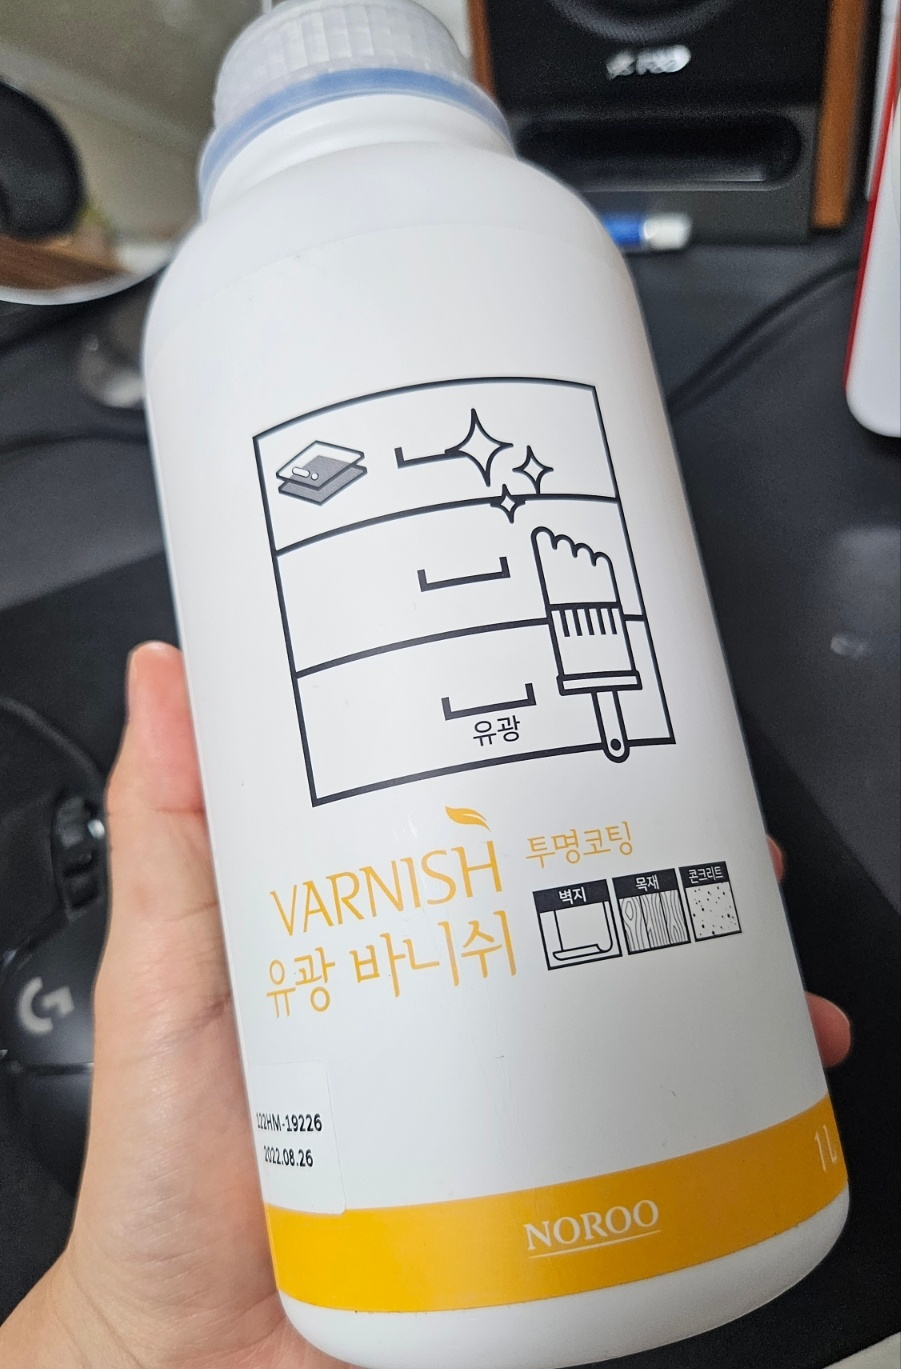 유광
VARNISH 투명코팅
벽지 목재 콘크리트
유광 바니쉬
122HM-19226
2022.08.26
1L
NOROO